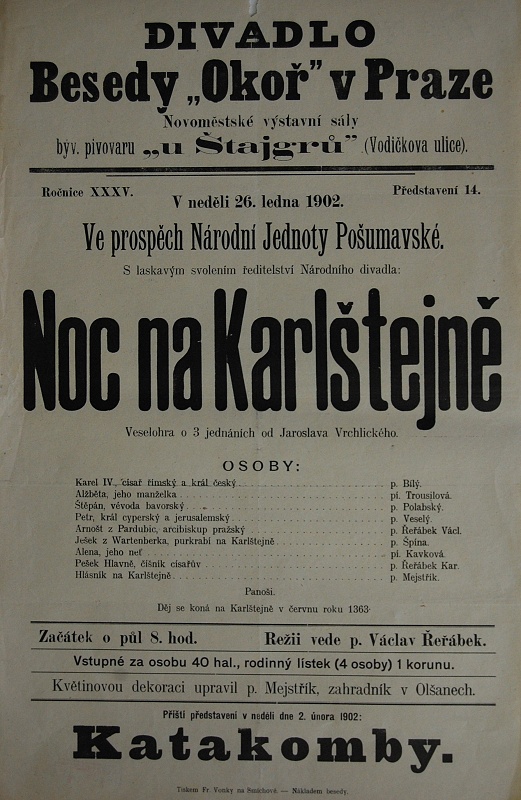 DIVADLO
Besedy „Okoř” v Praze
Novoměstské výstavní sály
býv. pivovaru „u Štajgrů” (Vodičkova ulice).
Ročnice XXXV.
Představení 14.
V neděli 26. ledna 1902.
Ve prospěch Národní Jednoty Pošumavské.
S laskavým svolením ředitelství Národního divadla:
Noc na Karlštejně
Veselohra o 3 jednáních od Jaroslava Vrchlického.
OSOBY:
Karel IV., císař římský a král český . . . p. Bílý.
Alžběta, jeho manželka . . . pí. Trousilová.
Štěpán, vévoda bavorský . . . p. Polabský.
Petr, král cyperský a jerusalemský . . . p. Veselý.
Arnošt z Pardubic, arcibiskup pražský . . . p. Řeřábek Václ.
Ješek z Wartenberka, purkrabí na Karlštejně . . . p. Špína.
Alena, jeho neť . . . pí. Kavková.
Pešek Hlavně, číšník císařův . . . p. Řeřábek Kar.
Hlásník na Karlštejně . . . p. Mejstřík.
Panoši.
Děj se koná na Karlštejně v červnu roku 1363
Začátek o půl 8. hod.
Režii vede p. Václav Řeřábek.
Vstupné za osobu 40 hal., rodinný lístek (4 osoby) 1 korunu.
Květinovou dekoraci upravil p. Mejstřík, zahradník v Olšanech.
Příští představení v neděli dne 2. února 1902:
Katakomby.
Tiskem Fr. Vonky na Smíchově. — Nákladem besedy.